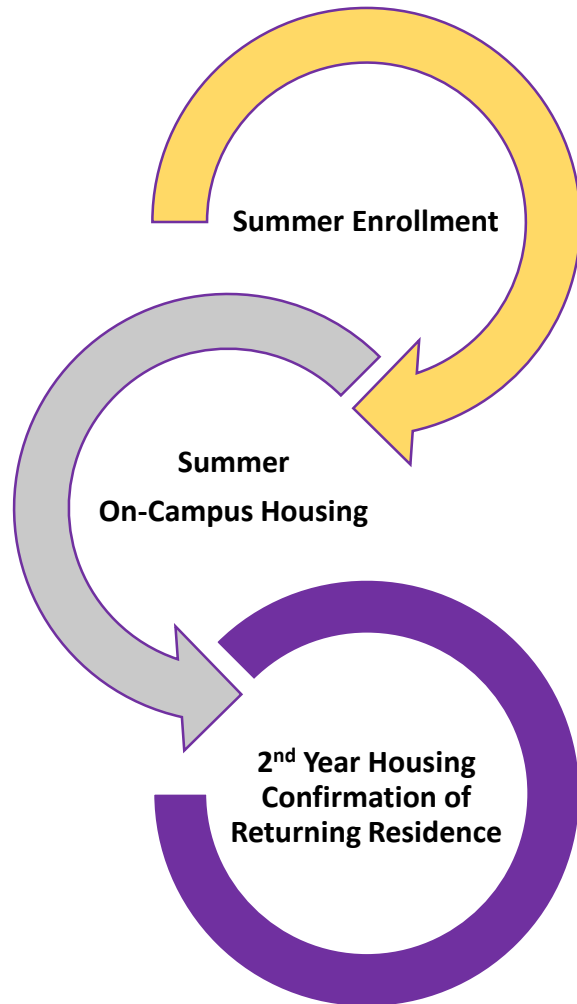 Summer Enrollment
Summer
On-Campus Housing
2nd Year Housing
Confirmation of
Returning Residence